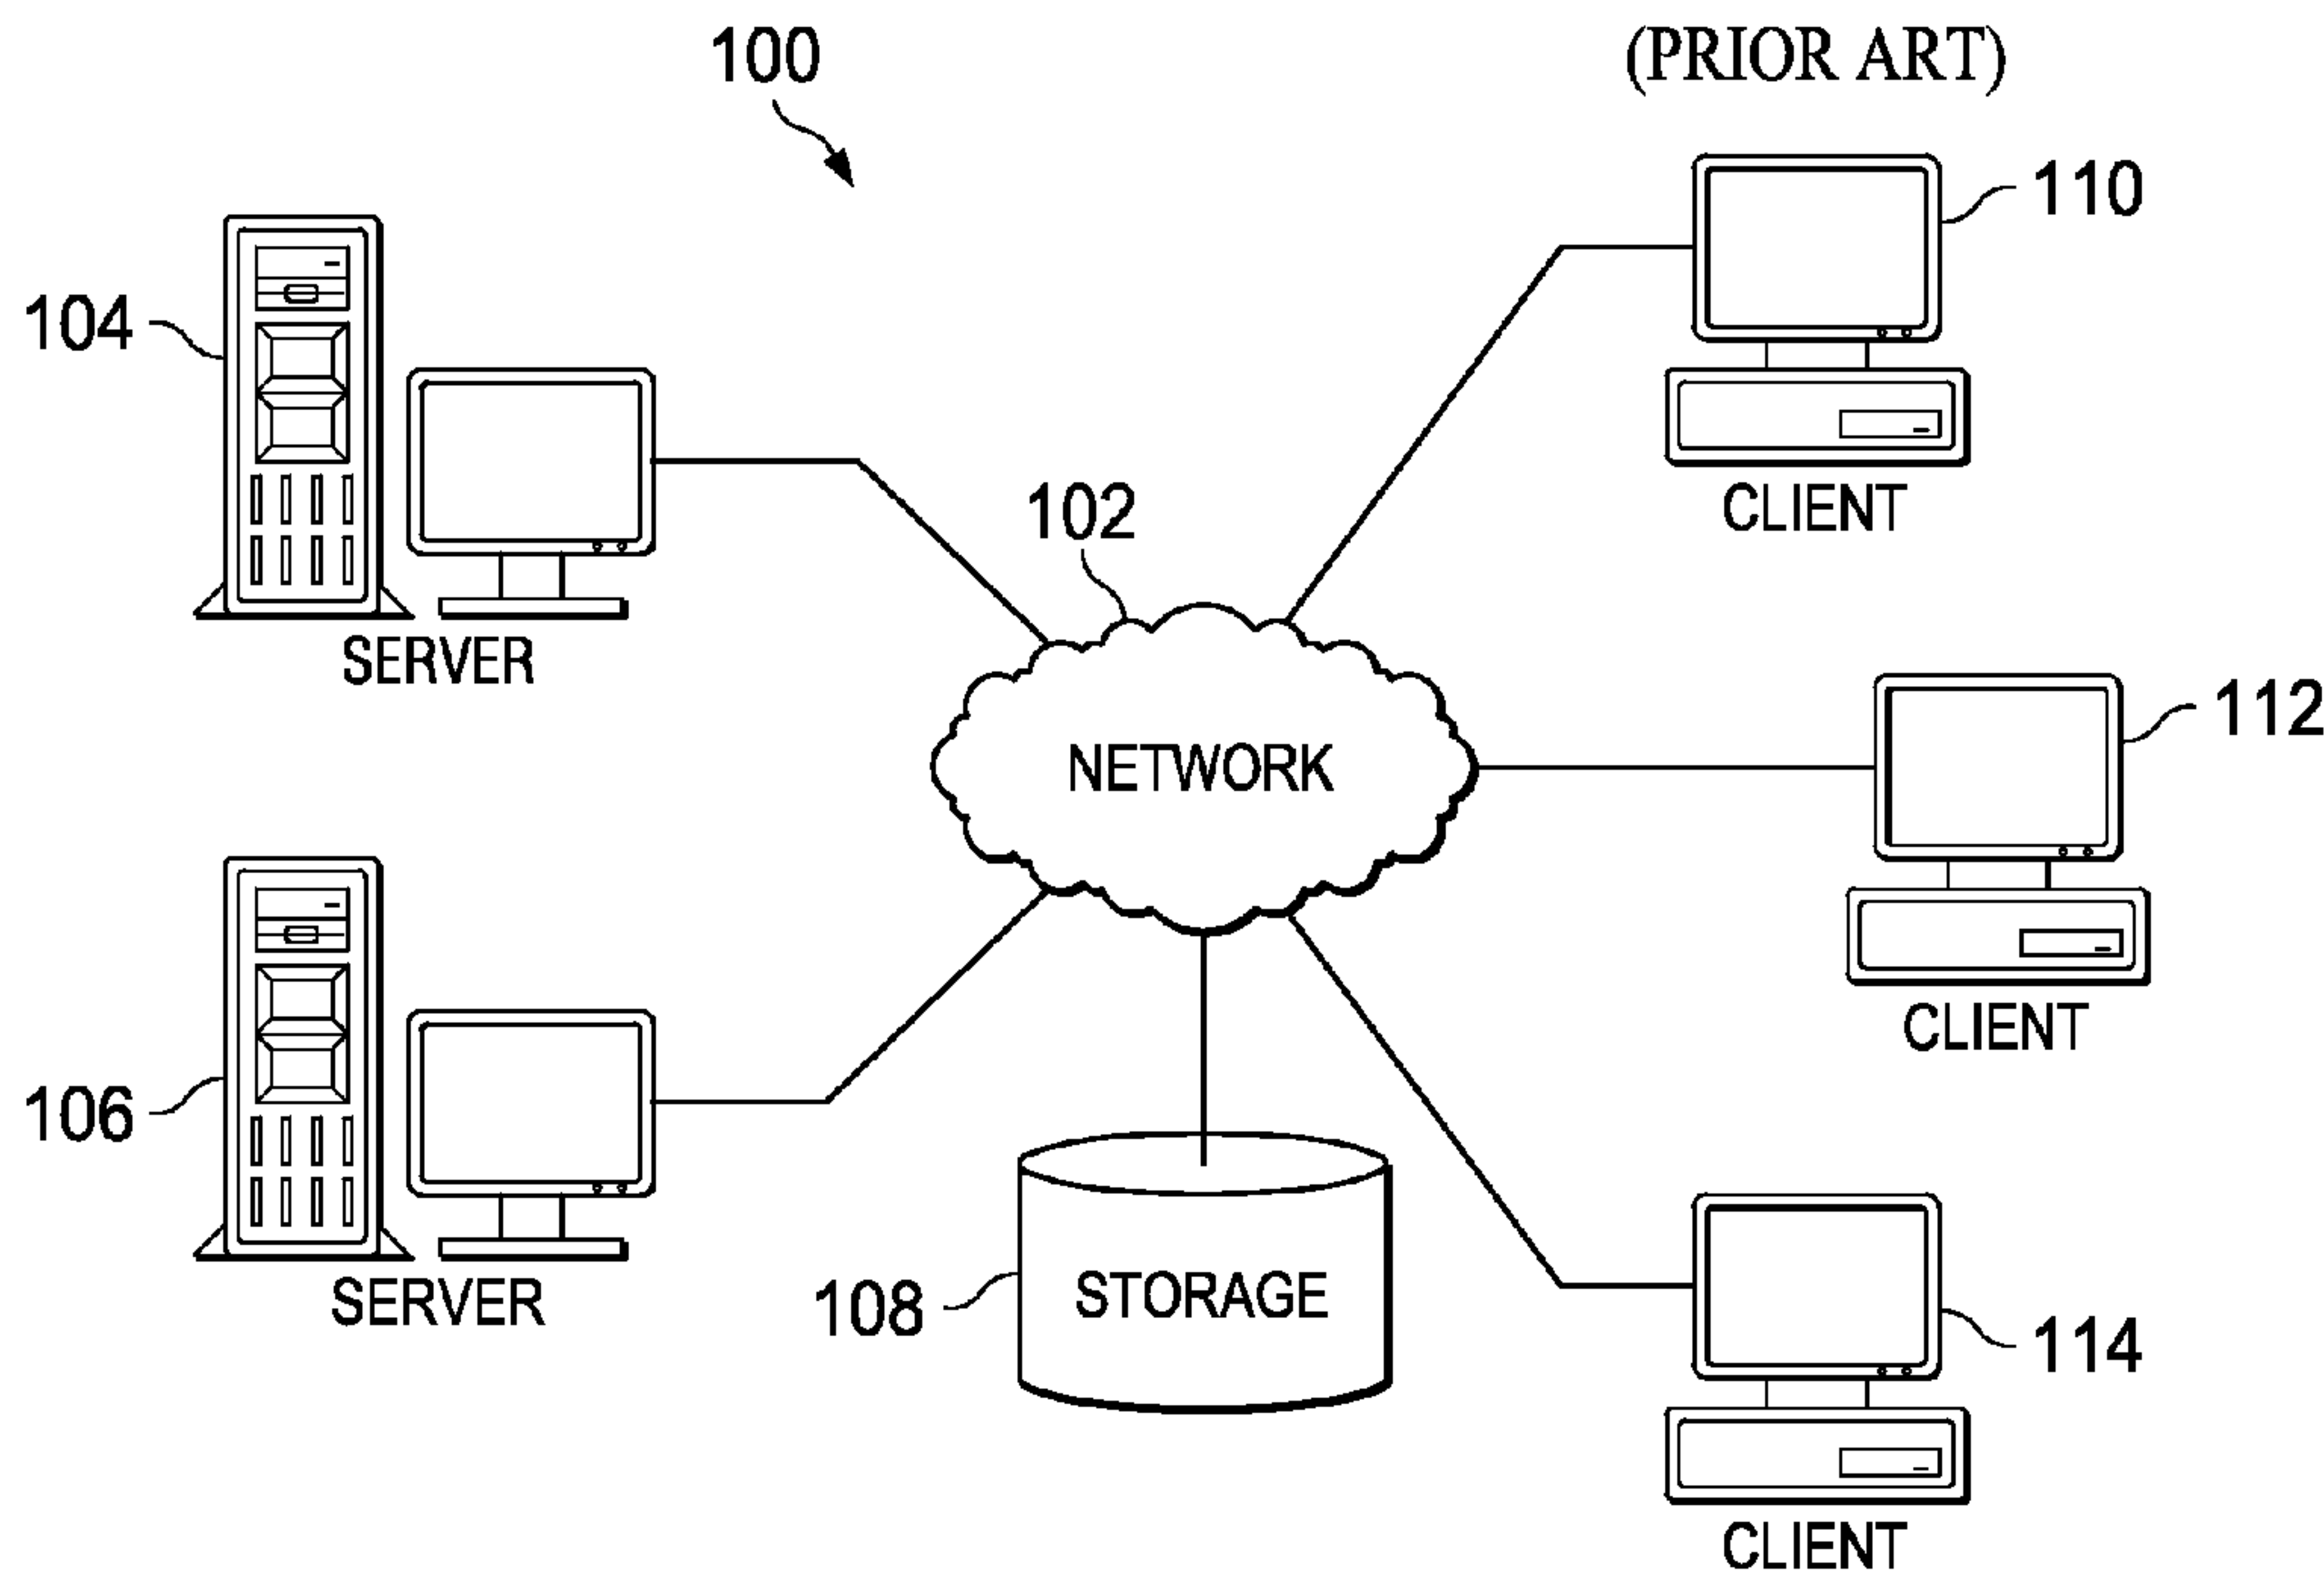 100
(PRIOR ART)
110
104
CLIENT
102
SERVER
112
NETWORK
CLIENT
106
SERVER
108
STORAGE
114
CLIENT